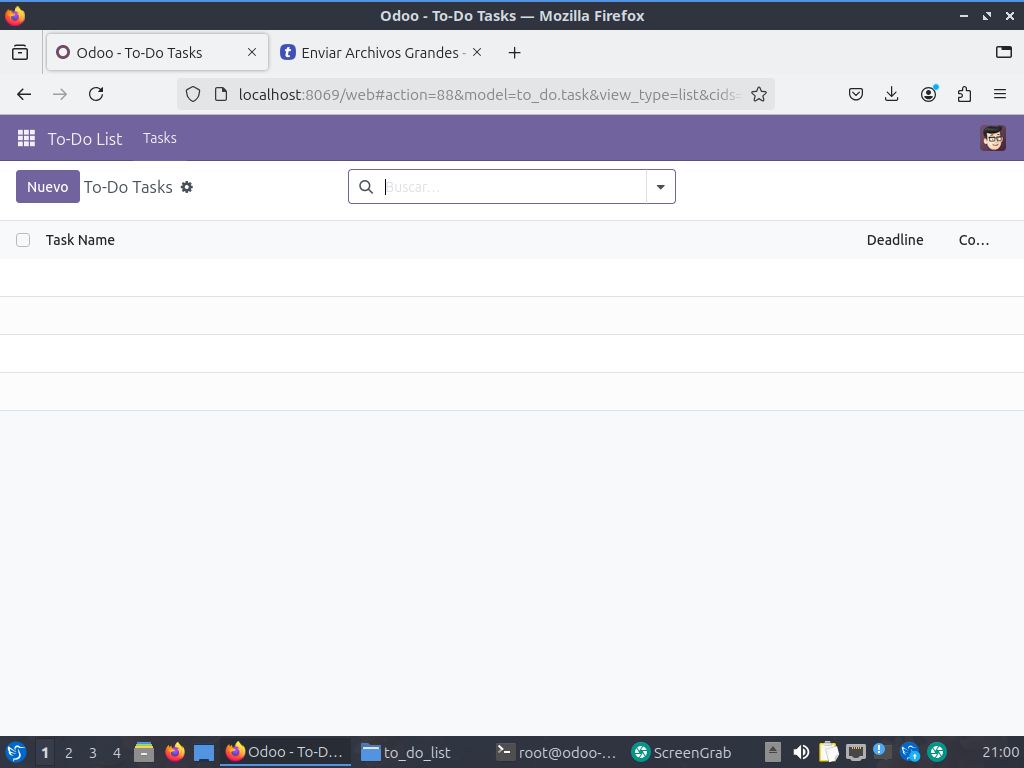 Odoo - To-Do Tasks — Mozilla Firefox
Odoo - To-Do Tasks
Enviar Archivos Grandes -
localhost:8069/web#action=88&model=to_do.task&view_type=list&cids=
To-Do List Tasks
Nuevo To-Do Tasks Buscar...
Task Name Deadline Co...
1 2 3 4 Odoo - To-D... to_do_list root@odoo-... ScreenGrab 21:00